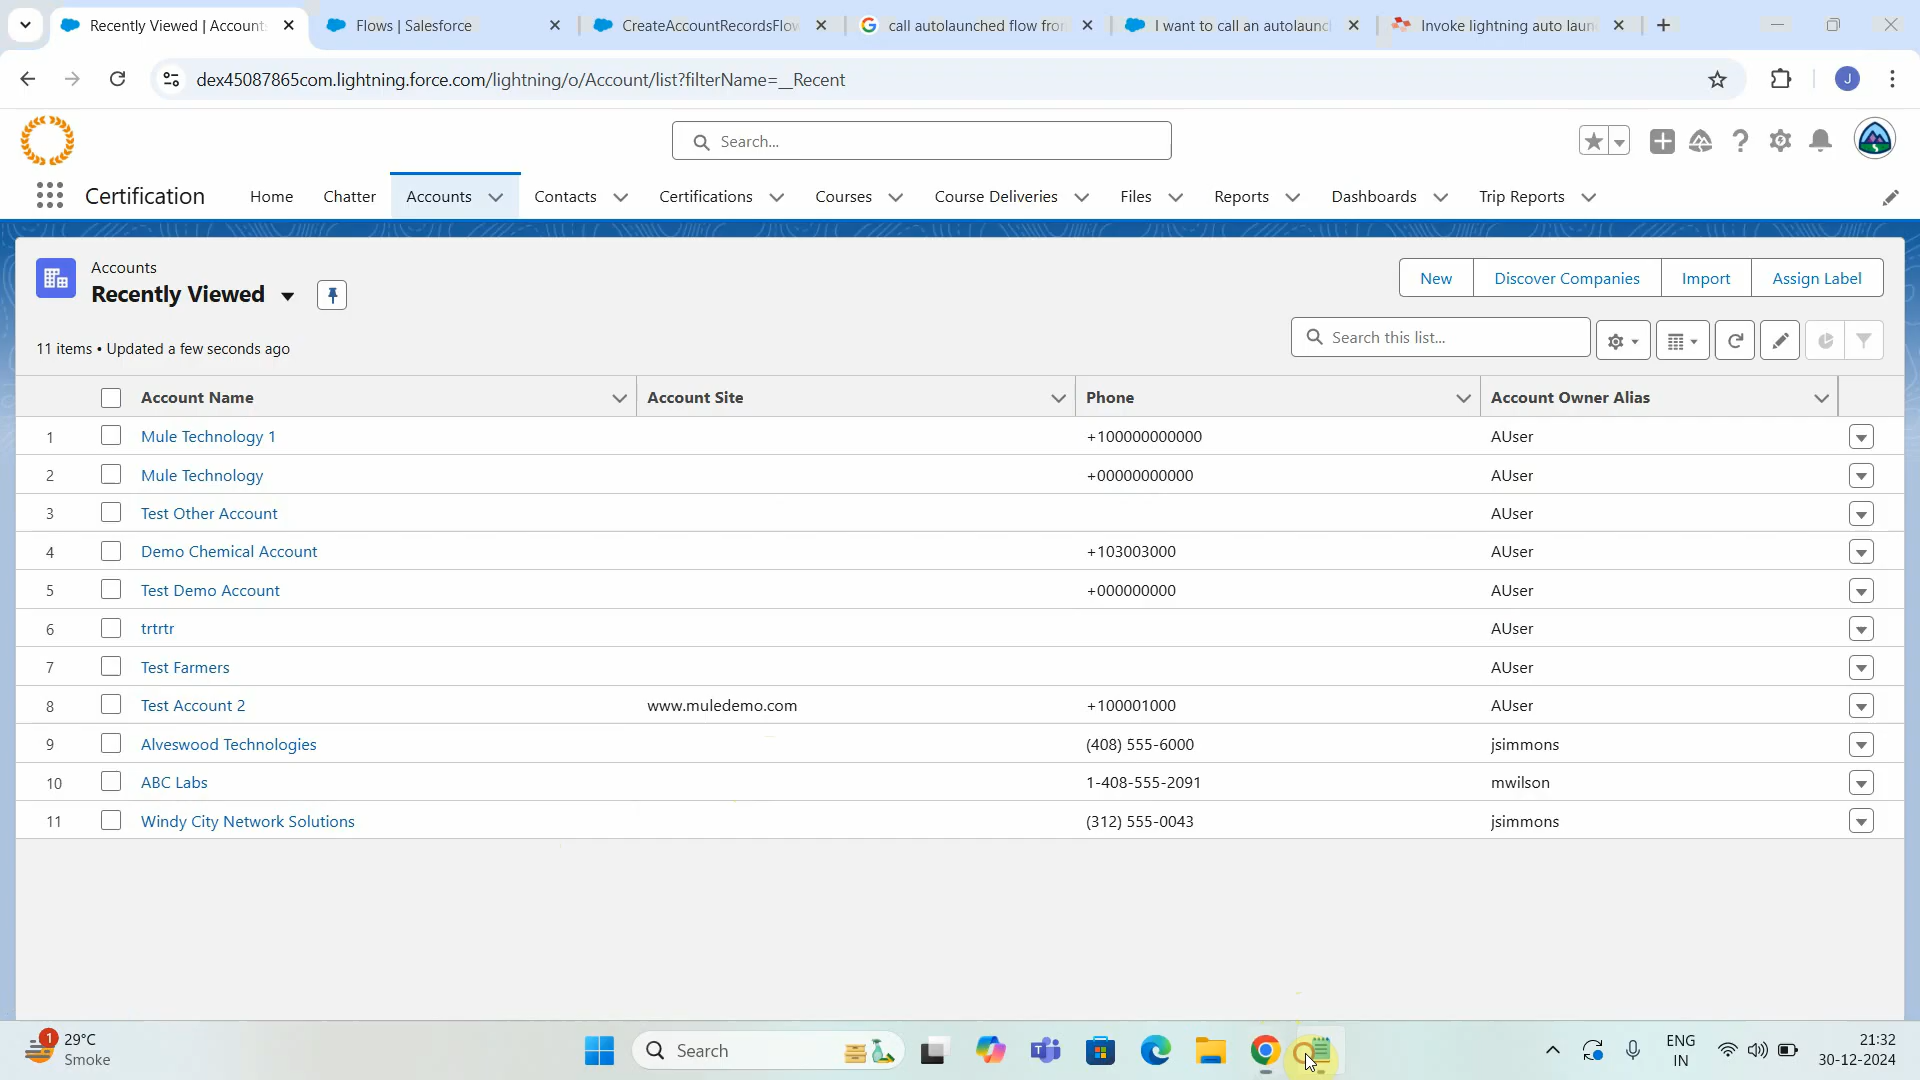 Recently Viewed | Account
Flows | Salesforce
CreateAccountRecordsFlow
call autolaunched flow from
I want to call an autolaunc
Invoke lightning auto laun
dex45087865com.lightning.force.com/lightning/o/Account/list?filterName=__Recent
J
Search...
Certification
Home
Chatter
Accounts
Contacts
Certifications
Courses
Course Deliveries
Files
Reports
Dashboards
Trip Reports
Accounts
Recently Viewed
New
Discover Companies
Import
Assign Label
11 items • Updated a few seconds ago
Search this list...
Account Name Account Site Phone Account Owner Alias
1 Mule Technology 1 +100000000000 AUser
2 Mule Technology +00000000000 AUser
3 Test Other Account AUser
4 Demo Chemical Account +103003000 AUser
5 Test Demo Account +000000000 AUser
6 trtrtr AUser
7 Test Farmers AUser
8 Test Account 2 www.muledemo.com +100001000 AUser
9 Alveswood Technologies (408) 555-6000 jsimmons
10 ABC Labs 1-408-555-2091 mwilson
11 Windy City Network Solutions (312) 555-0043 jsimmons
1
29°C
Smoke
Search
ENG
IN
21:32
30-12-2024